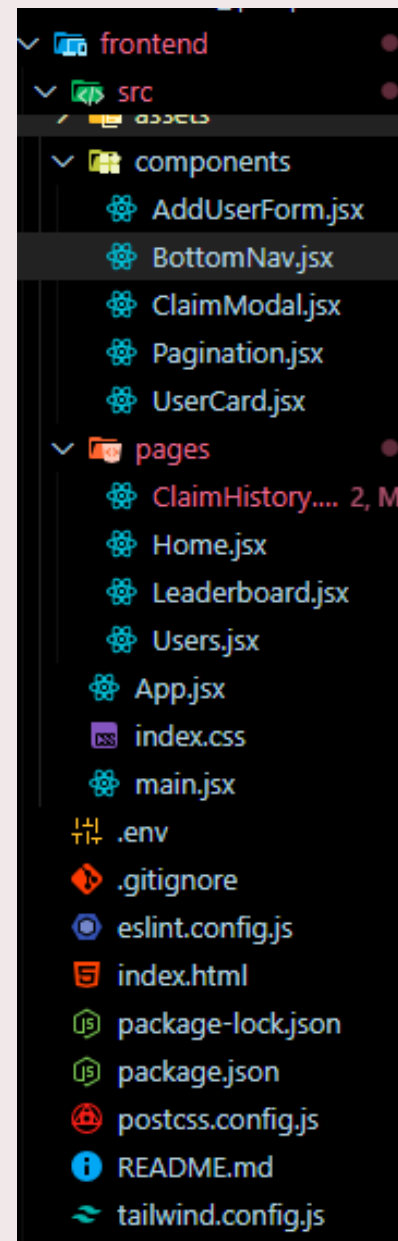 frontend
src
assets
components
AddUserForm.jsx
BottomNav.jsx
ClaimModal.jsx
Pagination.jsx
UserCard.jsx
pages
ClaimHistory.... 2, M
Home.jsx
Leaderboard.jsx
Users.jsx
App.jsx
index.css
main.jsx
.env
.gitignore
eslint.config.js
index.html
package-lock.json
package.json
postcss.config.js
README.md
tailwind.config.js